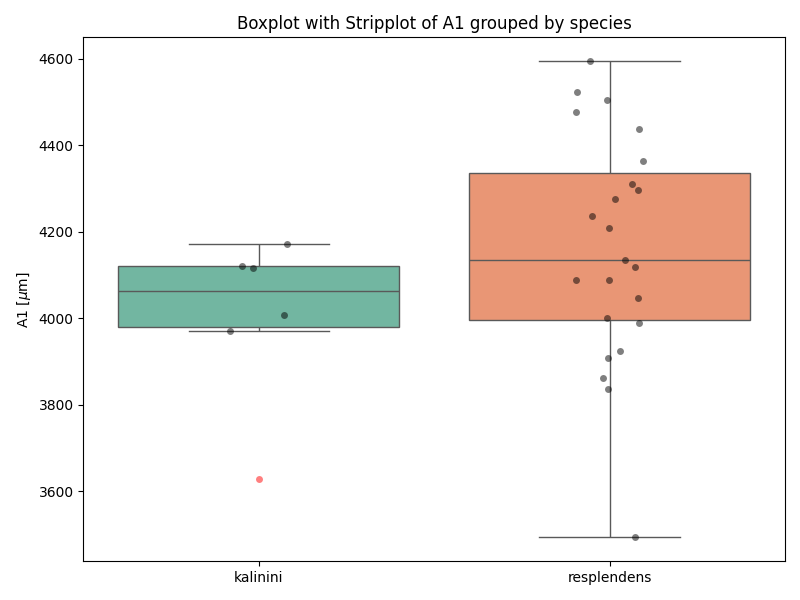 Boxplot with Stripplot of A1 grouped by species
A1 [μm]
4600
4400
4200
4000
3800
3600
kalinini
resplendens